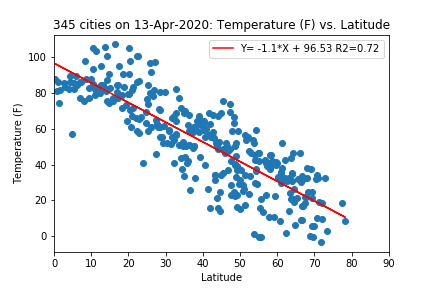 345 cities on 13-Apr-2020: Temperature (F) vs. Latitude
Y= -1.1*X + 96.53 R2=0.72
Temperature (F)
100
80
60
40
20
0
0 10 20 30 40 50 60 70 80 90
Latitude